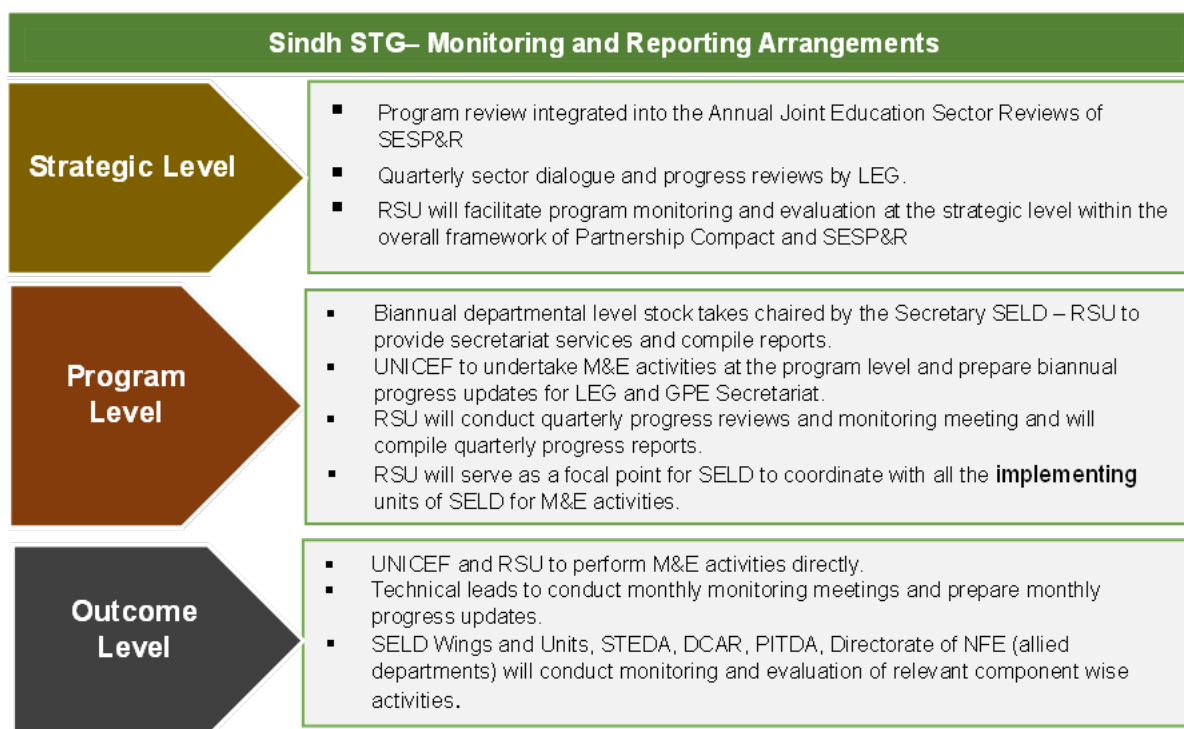 Sindh STG– Monitoring and Reporting Arrangements
Strategic Level
▪ Program review integrated into the Annual Joint Education Sector Reviews of
SESP&R
▪ Quarterly sector dialogue and progress reviews by LEG.
▪ RSU will facilitate program monitoring and evaluation at the strategic level within the
overall framework of Partnership Compact and SESP&R
Program
Level
▪ Biannual departmental level stock takes chaired by the Secretary SELD – RSU to
provide secretariat services and compile reports.
▪ UNICEF to undertake M&E activities at the program level and prepare biannual
progress updates for LEG and GPE Secretariat.
▪ RSU will conduct quarterly progress reviews and monitoring meeting and will
compile quarterly progress reports.
▪ RSU will serve as a focal point for SELD to coordinate with all the implementing
units of SELD for M&E activities.
Outcome
Level
▪ UNICEF and RSU to perform M&E activities directly.
▪ Technical leads to conduct monthly monitoring meetings and prepare monthly
progress updates.
▪ SELD Wings and Units, STEDA, DCAR, PITDA, Directorate of NFE (allied
departments) will conduct monitoring and evaluation of relevant component wise
activities.